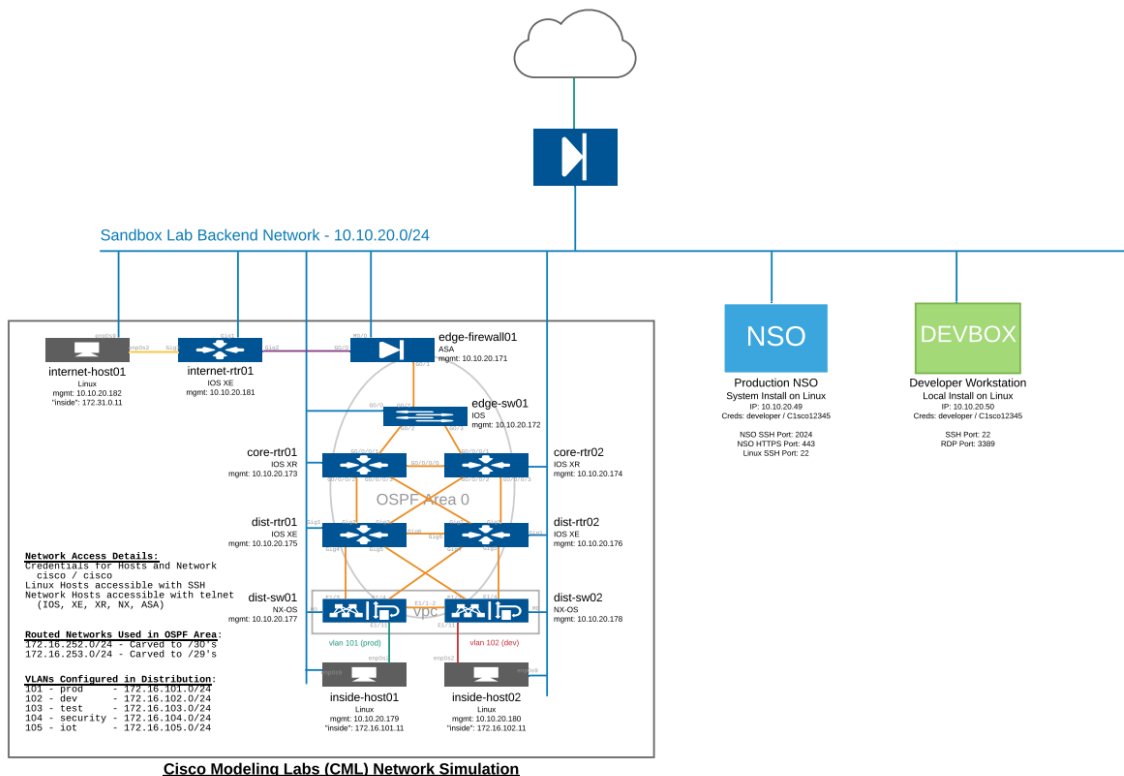 Sandbox Lab Backend Network - 10.10.20.0/24
internet-host01
Linux
mgmt: 10.10.20.182
"inside": 172.31.0.11
internet-rtr01
IOS XE
mgmt: 10.10.20.181
edge-firewall01
ASA
mgmt: 10.10.20.171
edge-sw01
IOS
mgmt: 10.10.20.172
core-rtr01
IOS XR
mgmt: 10.10.20.173
core-rtr02
IOS XR
mgmt: 10.10.20.174
OSPF Area 0
dist-rtr01
IOS XE
mgmt: 10.10.20.175
dist-rtr02
IOS XE
mgmt: 10.10.20.176
dist-sw01
NX-OS
mgmt: 10.10.20.177
E1/1-2
vpc
dist-sw02
NX-OS
mgmt: 10.10.20.178
vlan 101 (prod)
vlan 102 (dev)
inside-host01
Linux
mgmt: 10.10.20.179
"inside": 172.16.101.11
inside-host02
Linux
mgmt: 10.10.20.180
"inside": 172.16.102.11
Network Access Details:
Credentials for Hosts and Network
cisco / cisco
Linux Hosts accessible with SSH
Network Hosts accessible with telnet
(IOS, XE, XR, NX, ASA)
Routed Networks Used in OSPF Area:
172.16.252.0/24 - Carved to /30's
172.16.253.0/24 - Carved to /29's
VLANs Configured in Distribution:
101 - prod - 172.16.101.0/24
102 - dev - 172.16.102.0/24
103 - test - 172.16.103.0/24
104 - security - 172.16.104.0/24
105 - iot - 172.16.105.0/24
NSO
Production NSO
System Install on Linux
IP: 10.10.20.49
Creds: developer / C1sco12345
NSO SSH Port: 2024
NSO HTTPS Port: 443
Linux SSH Port: 22
DEVBOX
Developer Workstation
Local Install on Linux
IP: 10.10.20.50
Creds: developer / C1sco12345
SSH Port: 22
RDP Port: 3389
Cisco Modeling Labs (CML) Network Simulation